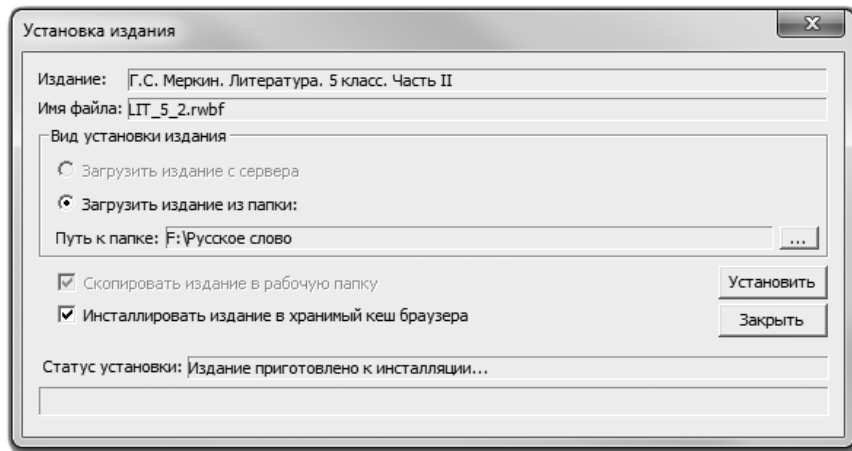 Установка издания
Издание: Г.С. Меркин. Литература. 5 класс. Часть II
Имя файла: LIT_5_2.rwbf
Вид установки издания
Загрузить издание с сервера
Загрузить издание из папки:
Путь к папке: F:\Русское слово ...
Скопировать издание в рабочую папку
Установить
Инсталлировать издание в хранимый кеш браузера
Закрыть
Статус установки: Издание приготовлено к инсталляции...